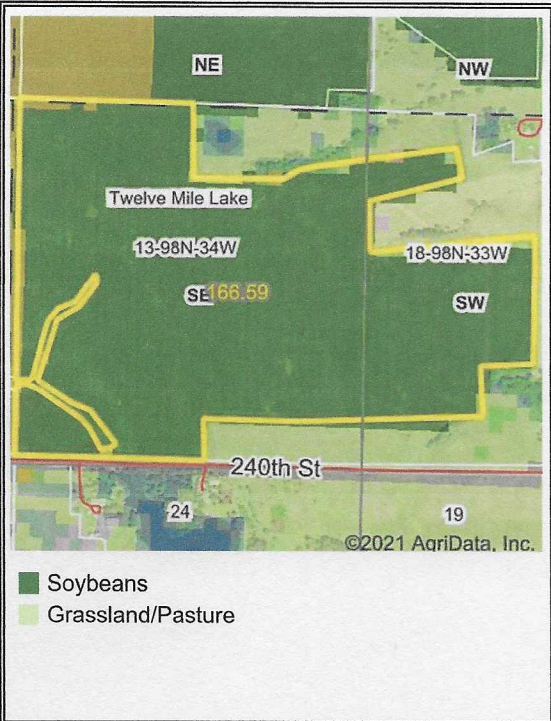 NE
NW
Twelve Mile Lake
13-98N-34W
18-98N-33W
SE 166.59
SW
240th St
24
19
©2021 AgriData, Inc.
Soybeans
Grassland/Pasture